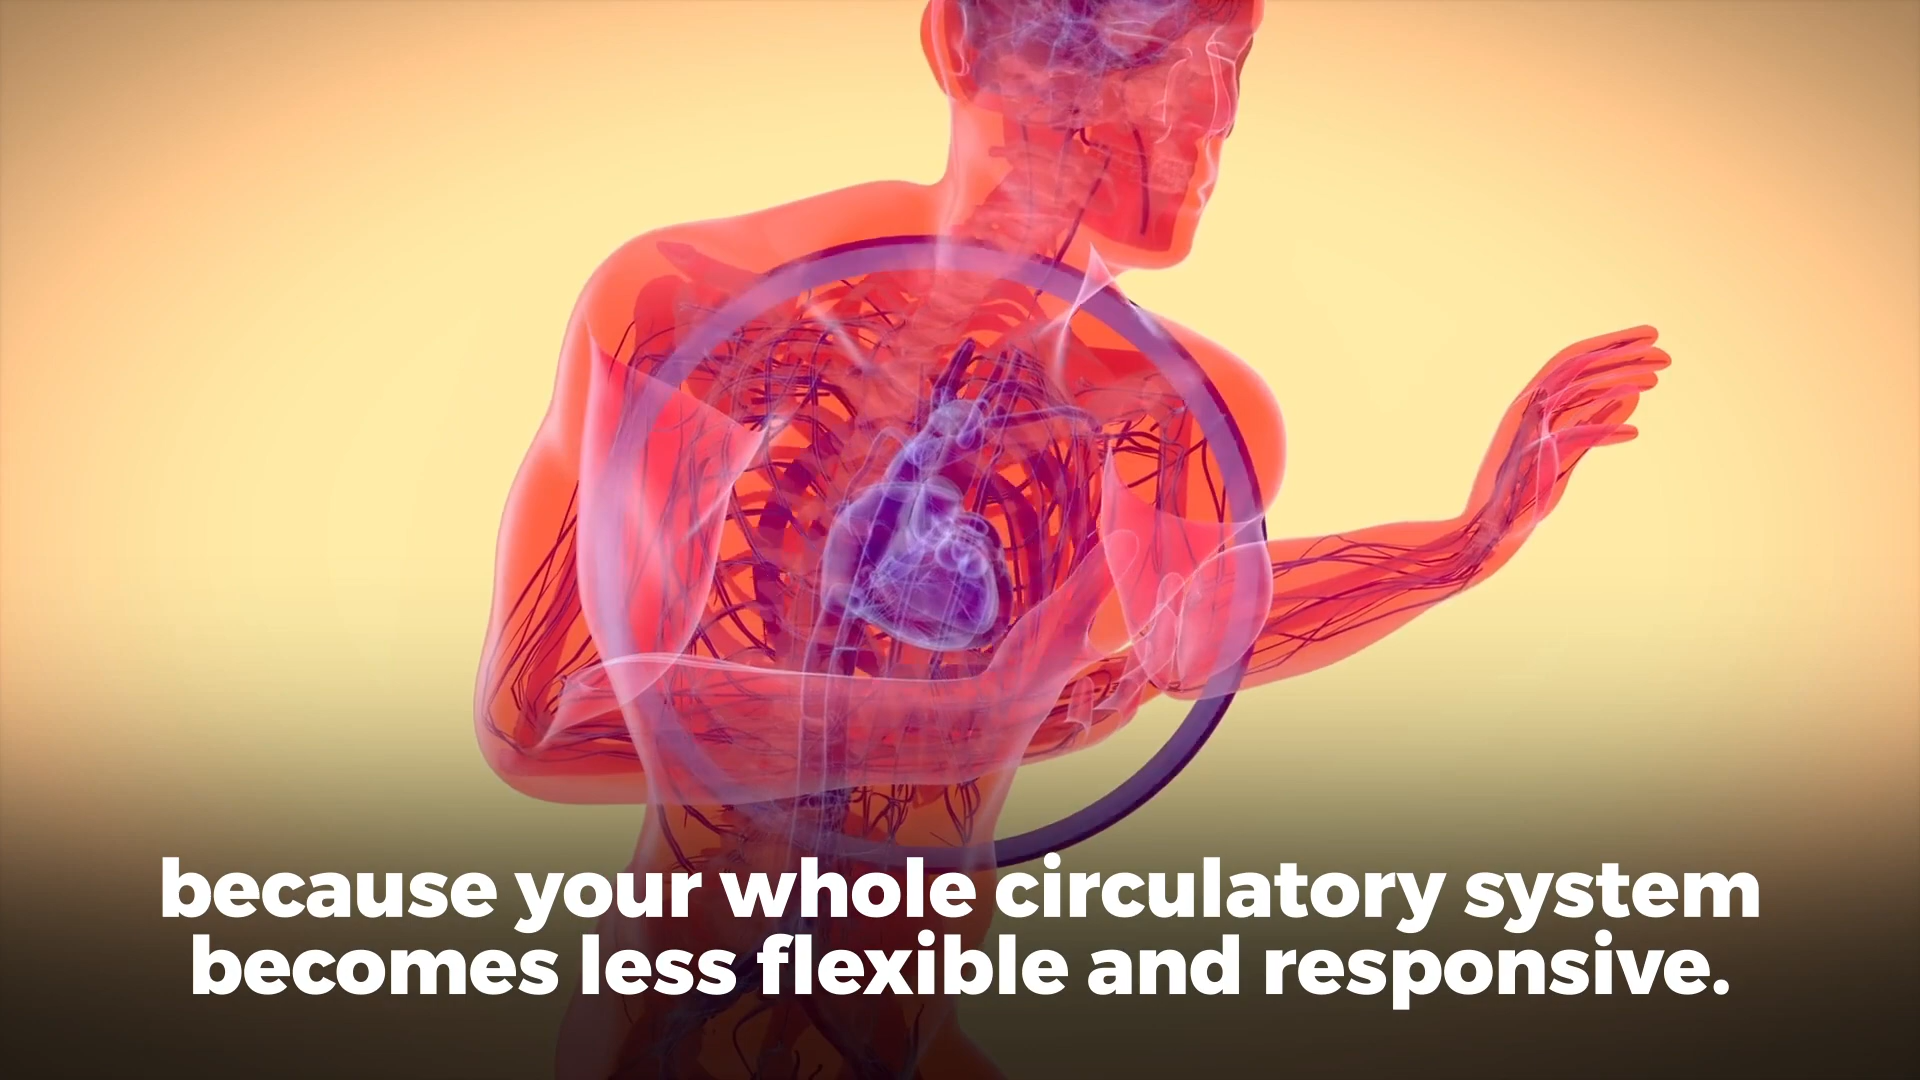 because your whole circulatory system
becomes less flexible and responsive.